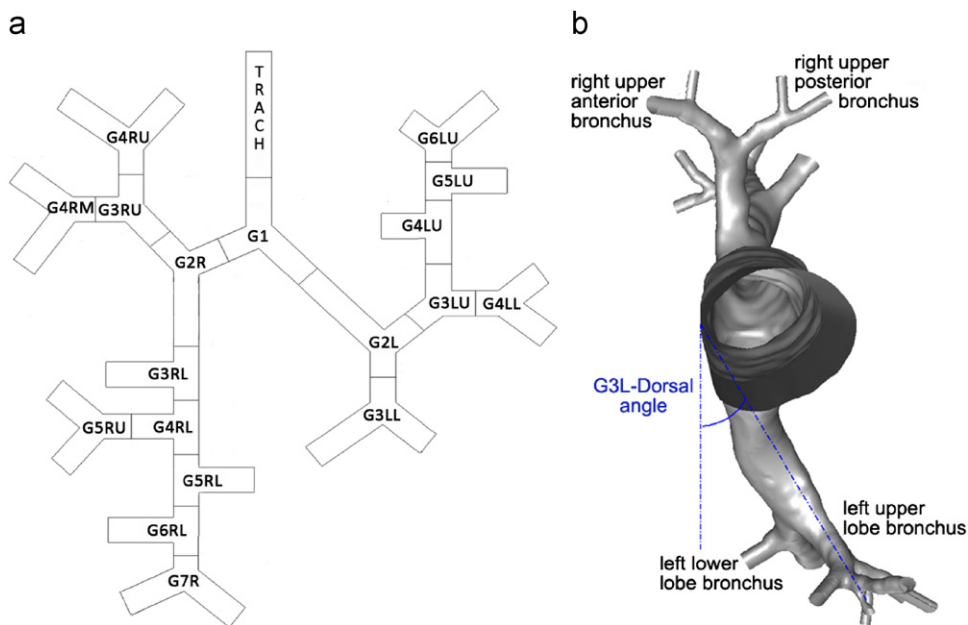 a
TRACH
G4RU
G4RM
G3RU
G2R
G1
G6LU
G5LU
G4LU
G3LU
G4LL
G2L
G3LL
G3RL
G5RU
G4RL
G5RL
G6RL
G7R
b
right upper
anterior
bronchus
right upper
posterior
bronchus
G3L-Dorsal
angle
left upper
lobe bronchus
left lower
lobe bronchus